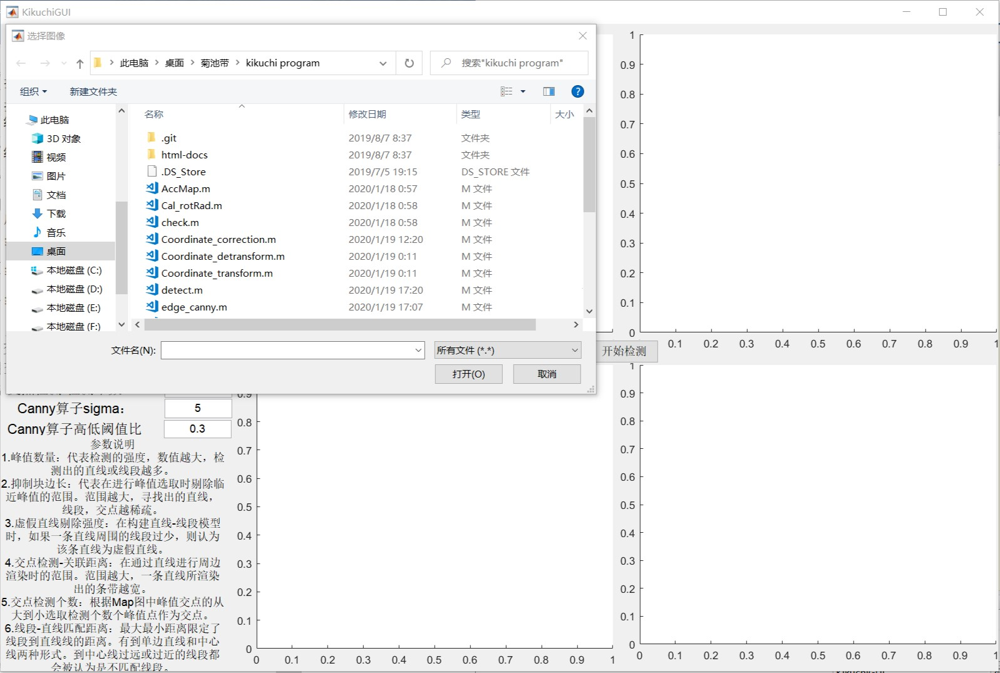 KikuchiGUI
选择图像
此电脑 桌面 菊池带 kikuchi program
搜索"kikuchi program"
组织 新建文件夹
名称 修改日期 类型 大小
此电脑
3D 对象
视频
图片
文档
下载
音乐
桌面
本地磁盘 (C:)
本地磁盘 (D:)
本地磁盘 (E:)
本地磁盘 (F:)
.git 2019/8/7 8:37 文件夹
html-docs 2019/8/7 8:37 文件夹
.DS_Store 2019/7/5 19:15 DS_STORE 文件
AccMap.m 2020/1/18 0:57 M 文件
Cal_rotRad.m 2020/1/18 0:58 M 文件
check.m 2020/1/18 0:58 M 文件
Coordinate_correction.m 2020/1/19 12:20 M 文件
Coordinate_detransform.m 2020/1/19 0:11 M 文件
Coordinate_transform.m 2020/1/19 0:11 M 文件
detect.m 2020/1/19 17:20 M 文件
edge_canny.m 2020/1/19 17:07 M 文件
文件名(N): 所有文件 (*.*)
打开(O) 取消
1
0.9
0.8
0.7
0.6
0.5
0.4
0.3
0.2
0.1
0
0.1 0.2 0.3 0.4 0.5 0.6 0.7 0.8 0.9 1
开始检测
Canny算子sigma： 5
Canny算子高低阈值比 0.3
参数说明
1.峰值数量：代表检测的强度，数值越大，检
测出的直线或线段越多。
2.抑制块边长：代表在进行峰值选取时剔除临
近峰值的范围。范围越大，寻找出的直线，
线段，交点越稀疏。
3.虚假直线剔除强度：在构建直线-线段模型
时，如果一条直线周围的线段过少，则认为
该条直线为虚假直线。
4.交点检测-关联距离：在通过直线进行周边
渲染时的范围。范围越大，一条直线所渲染
出的条带越宽。
5.交点检测个数：根据Map图中峰值交点的从
大到小选取检测个数个峰值点作为交点。
6.线段-直线匹配距离：最大最小距离限定了
线段到直线线的距离。有到单边直线和中心
线两种形式。到中心线过远或过近的线段都
会被认为是不匹配线段。
0.9
0.8
0.7
0.6
0.5
0.4
0.3
0.2
0.1
0
0 0.1 0.2 0.3 0.4 0.5 0.6 0.7 0.8 0.9 1
1
0.9
0.8
0.7
0.6
0.5
0.4
0.3
0.2
0.1
0
0 0.1 0.2 0.3 0.4 0.5 0.6 0.7 0.8 0.9 1